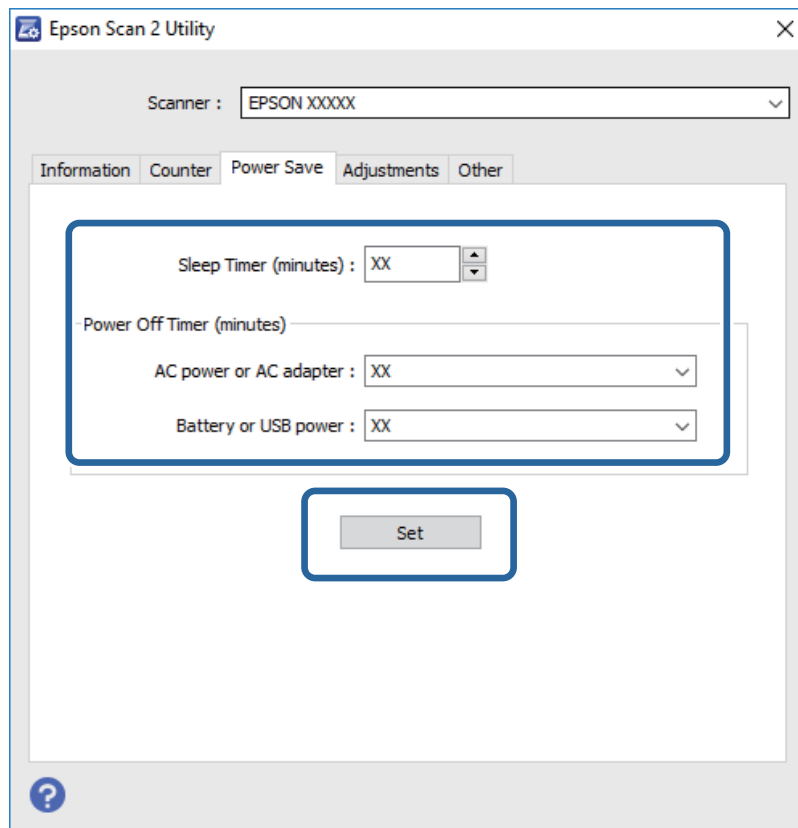 Epson Scan 2 Utility
Scanner : EPSON XXXXX
Information Counter Power Save Adjustments Other
Sleep Timer (minutes) : XX
Power Off Timer (minutes)
AC power or AC adapter : XX
Battery or USB power : XX
Set
?